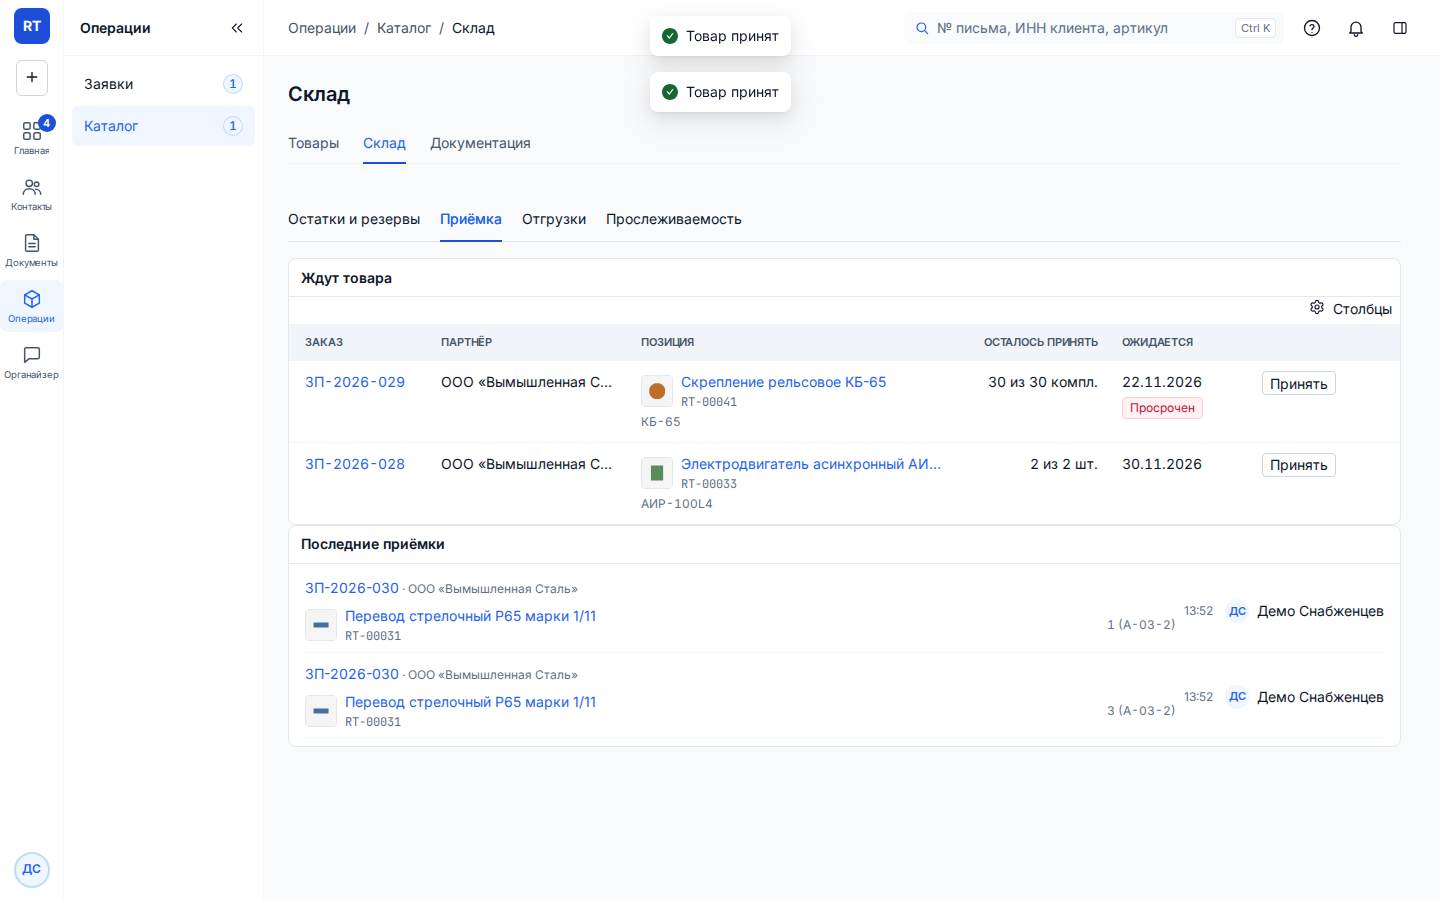 RT
Операции
Операции / Каталог / Склад
Товар принят
№ письма, ИНН клиента, артикул
Ctrl K
Товар принят
4
Главная
Контакты
Документы
Операции
Органайзер
ДС
Заявки 1
Каталог 1
Склад
Товары Склад Документация
Остатки и резервы Приёмка Отгрузки Прослеживаемость
Ждут товара
Столбцы
ЗАКАЗ ПАРТНЁР ПОЗИЦИЯ ОСТАЛОСЬ ПРИНЯТЬ ОЖИДАЕТСЯ
ЗП-2026-029 ООО «Вымышленная С... Скрепление рельсовое КБ-65 30 из 30 компл. 22.11.2026 Принять
RT-00041 Просрочен
КБ-65
ЗП-2026-028 ООО «Вымышленная С... Электродвигатель асинхронный АИ... 2 из 2 шт. 30.11.2026 Принять
RT-00033
АИР-100L4
Последние приёмки
ЗП-2026-030 · ООО «Вымышленная Сталь»
Перевод стрелочный Р65 марки 1/11
RT-00031
1 (А-03-2) 13:52 ДС Демо Снабженцев
ЗП-2026-030 · ООО «Вымышленная Сталь»
Перевод стрелочный Р65 марки 1/11
RT-00031
3 (А-03-2) 13:52 ДС Демо Снабженцев